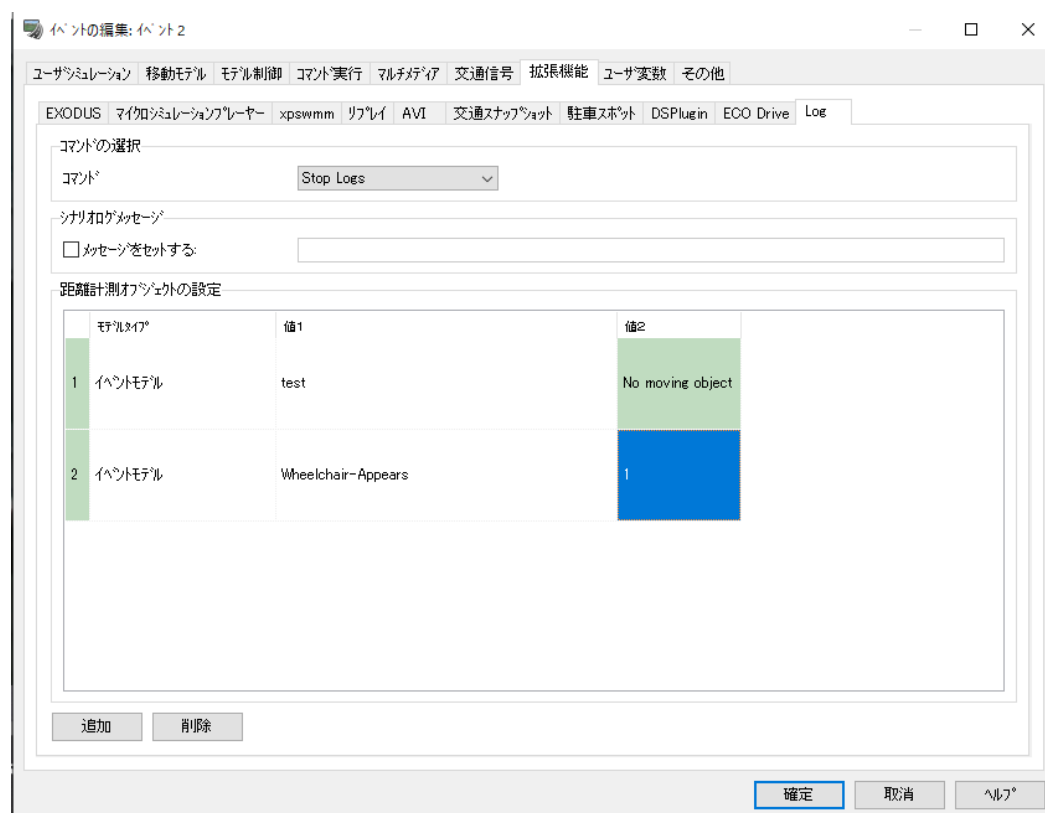 イベントの編集: イベント 2
ユーザシミュレーション 移動モデル モデル制御 コマンド実行 マルチメディア 交通信号 拡張機能 ユーザ変数 その他
EXODUS マイクロシミュレーションプレーヤー xpswmm リプレイ AVI 交通スナップショット 駐車スポット DSPlugin ECO Drive Log
コマンドの選択
コマンド Stop Logs
シナリオログメッセージ
メッセージをセットする:
距離計測オブジェクトの設定
モデルタイプ 値1 値2
1 イベントモデル test No moving object
2 イベントモデル Wheelchair-Appears 1
追加 削除
確定 取消 ヘルプ